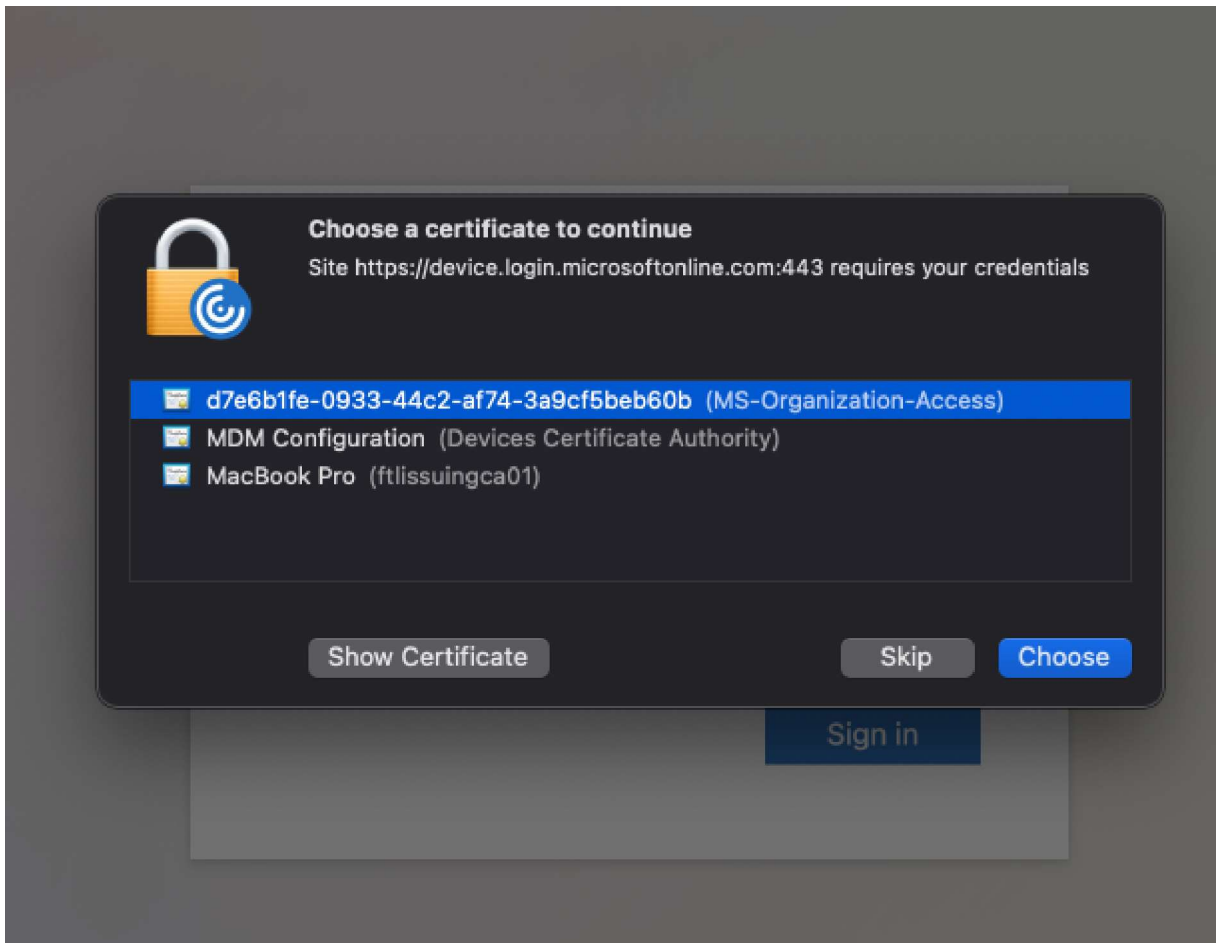 Choose a certificate to continue
Site https://device.login.microsoftonline.com:443 requires your credentials
d7e6b1fe-0933-44c2-af74-3a9cf5beb60b (MS-Organization-Access)
MDM Configuration (Devices Certificate Authority)
MacBook Pro (ftlissuingca01)
Show Certificate Skip Choose
Sign in